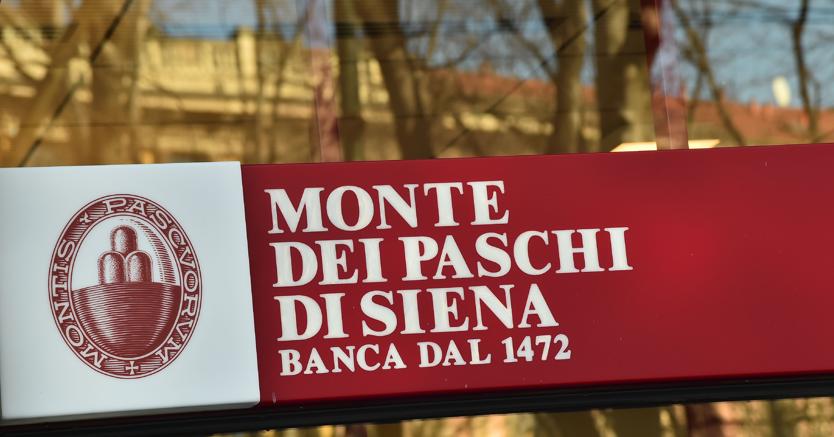 MONTIS PASCVORVM
MONTE
DEI PASCHI
DI SIENA
BANCA DAL 1472